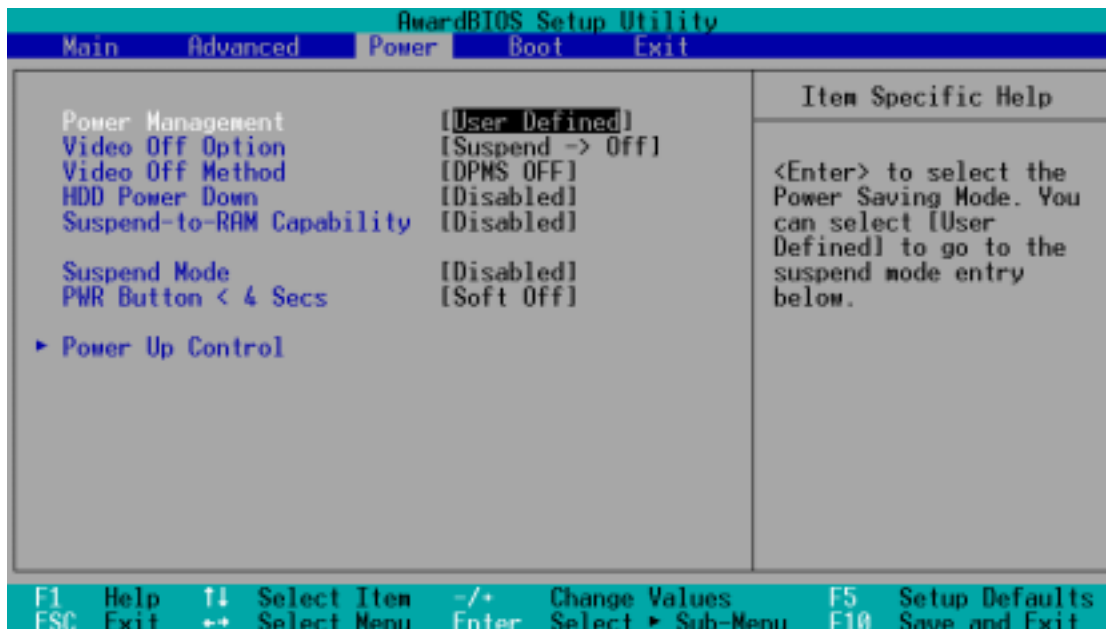 AwardBIOS Setup Utility
Main Advanced Power Boot Exit
Power Management [User Defined]
Video Off Option [Suspend -> Off]
Video Off Method [DPMS OFF]
HDD Power Down [Disabled]
Suspend-to-RAM Capability [Disabled]
Suspend Mode [Disabled]
PWR Button < 4 Secs [Soft Off]
▸ Power Up Control
Item Specific Help
<Enter> to select the
Power Saving Mode. You
can select [User
Defined] to go to the
suspend mode entry
below.
F1 Help ↑↓ Select Item -/+ Change Values F5 Setup Defaults
ESC Exit ←→ Select Menu Enter Select ▸ Sub-Menu F10 Save and Exit